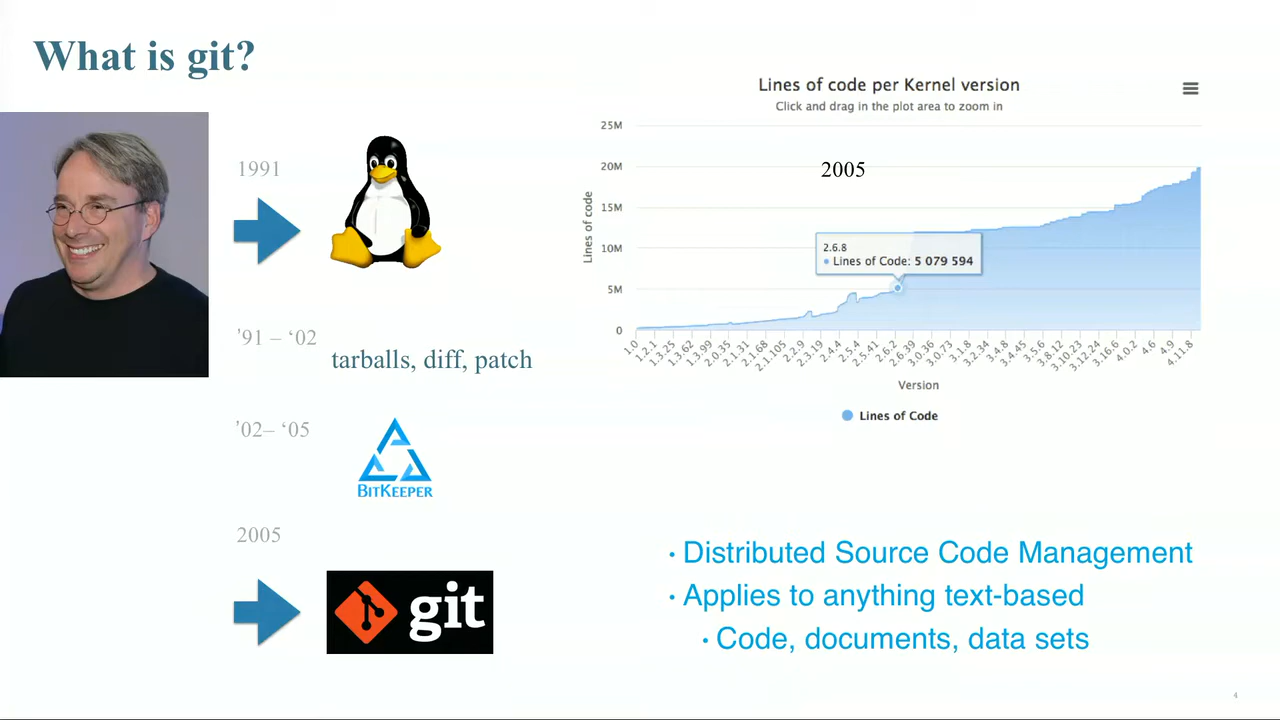 What is git?
1991
'91 – ‘02
tarballs, diff, patch
'02– ‘05
BITKEEPER
2005
git
Lines of code per Kernel version
Click and drag in the plot area to zoom in
2005
Lines of code
25M
20M
15M
10M
5M
0
2.6.8
Lines of Code: 5 079 594
1.0
1.2.1
1.3.25
1.3.62
1.3.99
2.0.35
2.1.31
2.1.68
2.1.105
2.2.9
2.3.19
2.4.4
2.5.4
2.5.41
2.6.2
2.6.39
3.0.36
3.0.73
3.1.8
3.2.34
3.4.8
3.4.45
3.5.6
3.8.12
3.10.23
3.12.24
3.16.6
4.0.2
4.6
4.9
4.11.8
Version
Lines of Code
• Distributed Source Code Management
• Applies to anything text-based
• Code, documents, data sets
4